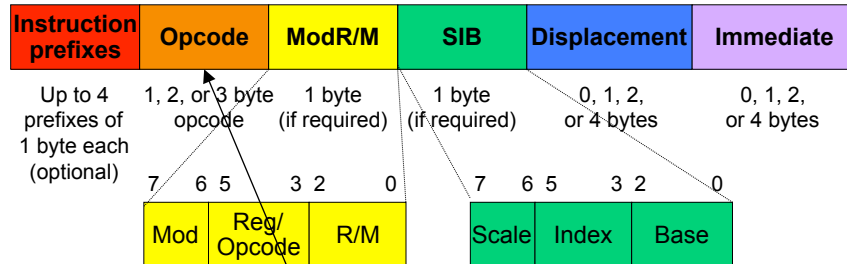 Instruction prefixes
Opcode
ModR/M
SIB
Displacement
Immediate
Up to 4
prefixes of
1 byte each
(optional)
1, 2, or 3 byte
opcode
1 byte
(if required)
1 byte
(if required)
0, 1, 2,
or 4 bytes
0, 1, 2,
or 4 bytes
7 6 5 3 2 0
7 6 5 3 2 0
Mod
Reg/
Opcode
R/M
Scale
Index
Base